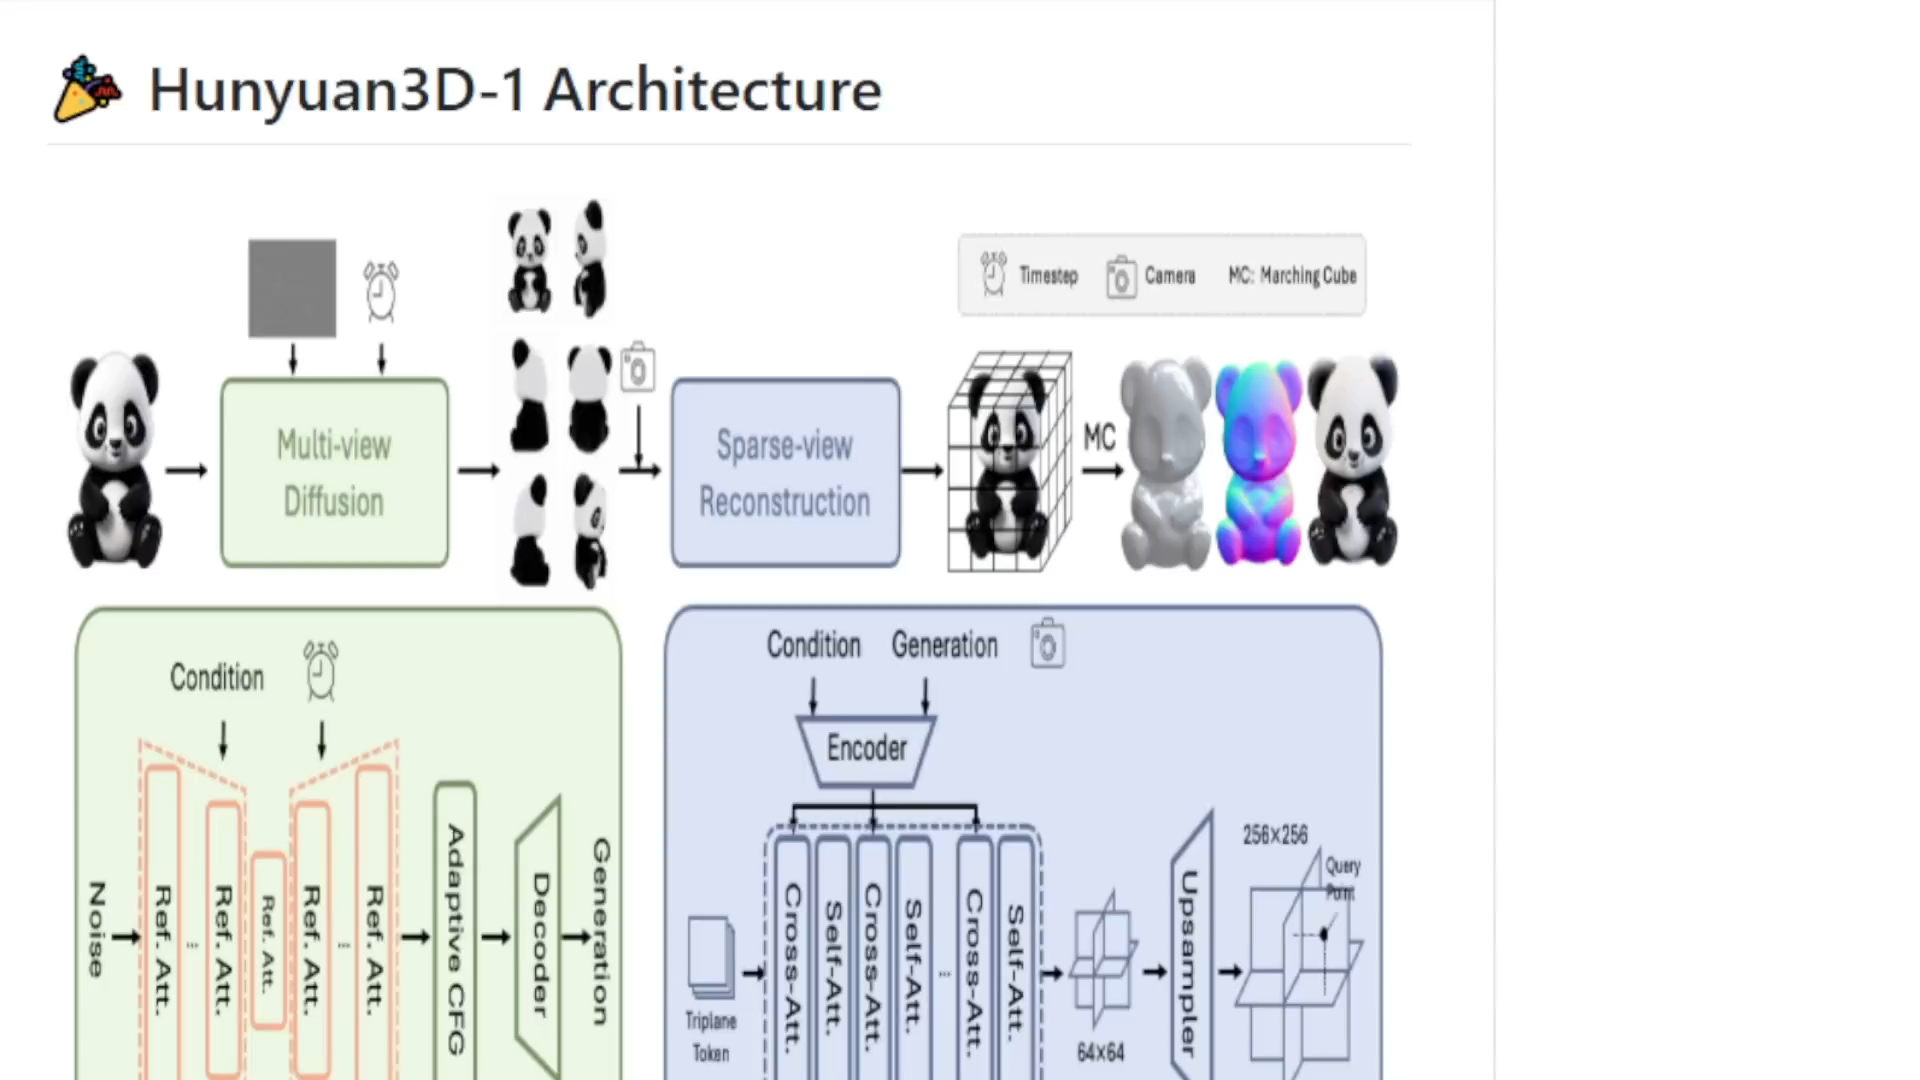 Hunyuan3D-1 Architecture
Timestep
Camera
MC: Marching Cube
Multi-view
Diffusion
Sparse-view
Reconstruction
MC
Condition
Noise
Ref. Att.
...
Ref. Att.
Ref. Att.
Ref. Att.
...
Ref. Att.
Adaptive CFG
Decoder
Generation
Condition
Generation
Encoder
Triplane
Token
Cross-Att.
Self-Att.
Cross-Att.
Self-Att.
...
Cross-Att.
Self-Att.
64×64
Upsampler
256×256
Query
Point